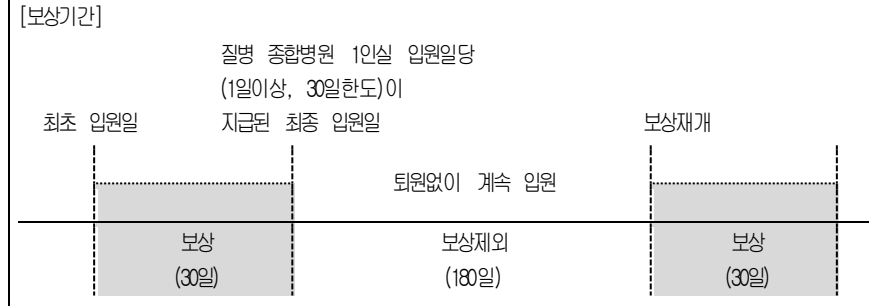 [보상기간]
질병 종합병원 1인실 입원일당
(1일이상, 30일한도)이
최초 입원일 지급된 최종 입원일 보상재개
퇴원없이 계속 입원
보상 보상제외 보상
(30일) (180일) (30일)